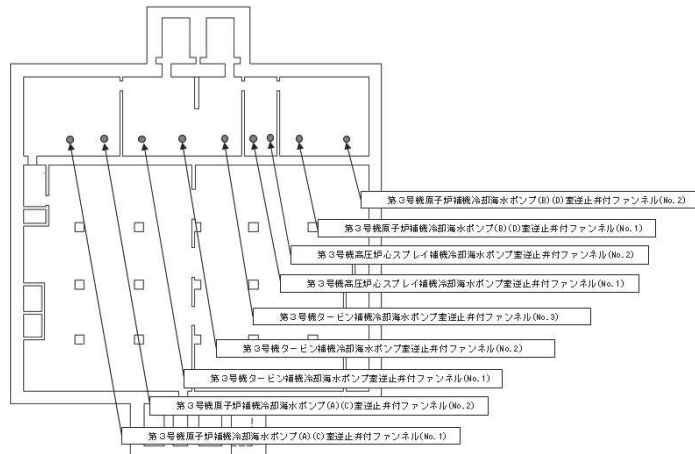 第３号機原子炉補機冷却海水ポンプ(B)(D)室逆止弁付ファンネル(No.2)
第３号機原子炉補機冷却海水ポンプ(B)(D)室逆止弁付ファンネル(No.1)
第３号機高圧炉心スプレイ補機冷却海水ポンプ室逆止弁付ファンネル(No.2)
第３号機高圧炉心スプレイ補機冷却海水ポンプ室逆止弁付ファンネル(No.1)
第３号機タービン補機冷却海水ポンプ室逆止弁付ファンネル(No.3)
第３号機タービン補機冷却海水ポンプ室逆止弁付ファンネル(No.2)
第３号機タービン補機冷却海水ポンプ室逆止弁付ファンネル(No.1)
第３号機原子炉補機冷却海水ポンプ(A)(C)室逆止弁付ファンネル(No.2)
第３号機原子炉補機冷却海水ポンプ(A)(C)室逆止弁付ファンネル(No.1)